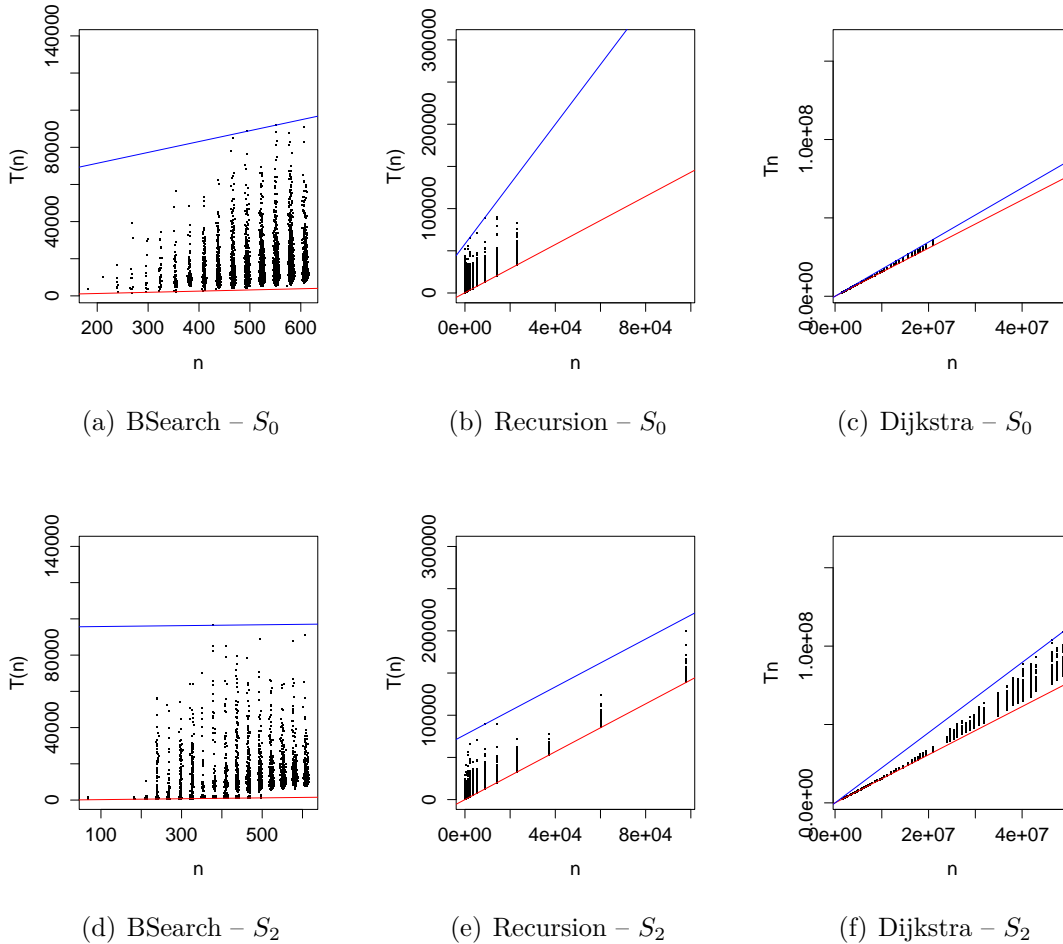 140000
80000
40000
0
T(n)
200 300 400 500 600
n
(a) BSearch – S0
300000
200000
100000
0
T(n)
0e+00 4e+04 8e+04
n
(b) Recursion – S0
1.0e+08
0.0e+00
Tn
0e+00 2e+07 4e+07
n
(c) Dijkstra – S0
140000
80000
40000
0
T(n)
100 300 500
n
(d) BSearch – S2
300000
200000
100000
0
T(n)
0e+00 4e+04 8e+04
n
(e) Recursion – S2
1.0e+08
0.0e+00
Tn
0e+00 2e+07 4e+07
n
(f) Dijkstra – S2